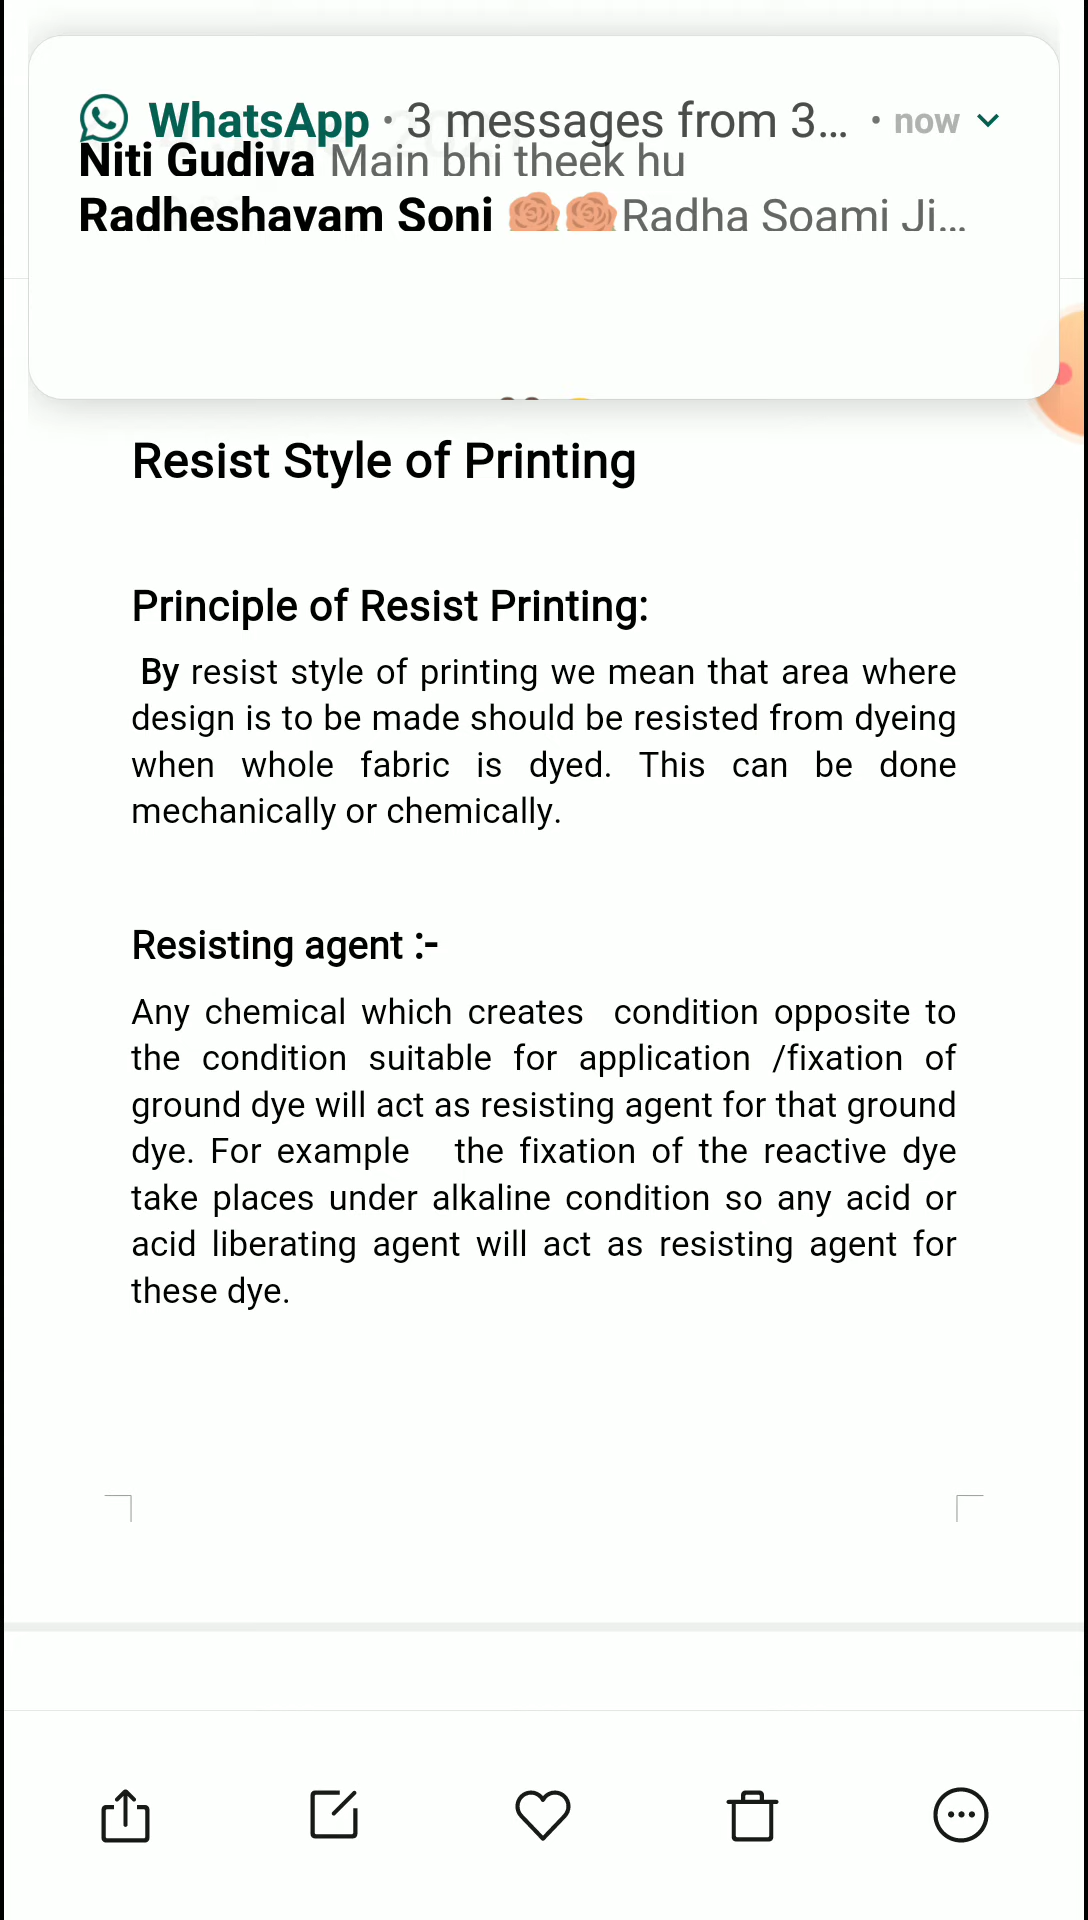 WhatsApp · 3 messages from 3... · now
Niti Gudiva Main bhi theek hu
Radheshavam Soni 🌹🌹Radha Soami Ji...
Resist Style of Printing
Principle of Resist Printing:
By resist style of printing we mean that area where
design is to be made should be resisted from dyeing
when whole fabric is dyed. This can be done
mechanically or chemically.
Resisting agent :-
Any chemical which creates condition opposite to
the condition suitable for application /fixation of
ground dye will act as resisting agent for that ground
dye. For example the fixation of the reactive dye
take places under alkaline condition so any acid or
acid liberating agent will act as resisting agent for
these dye.